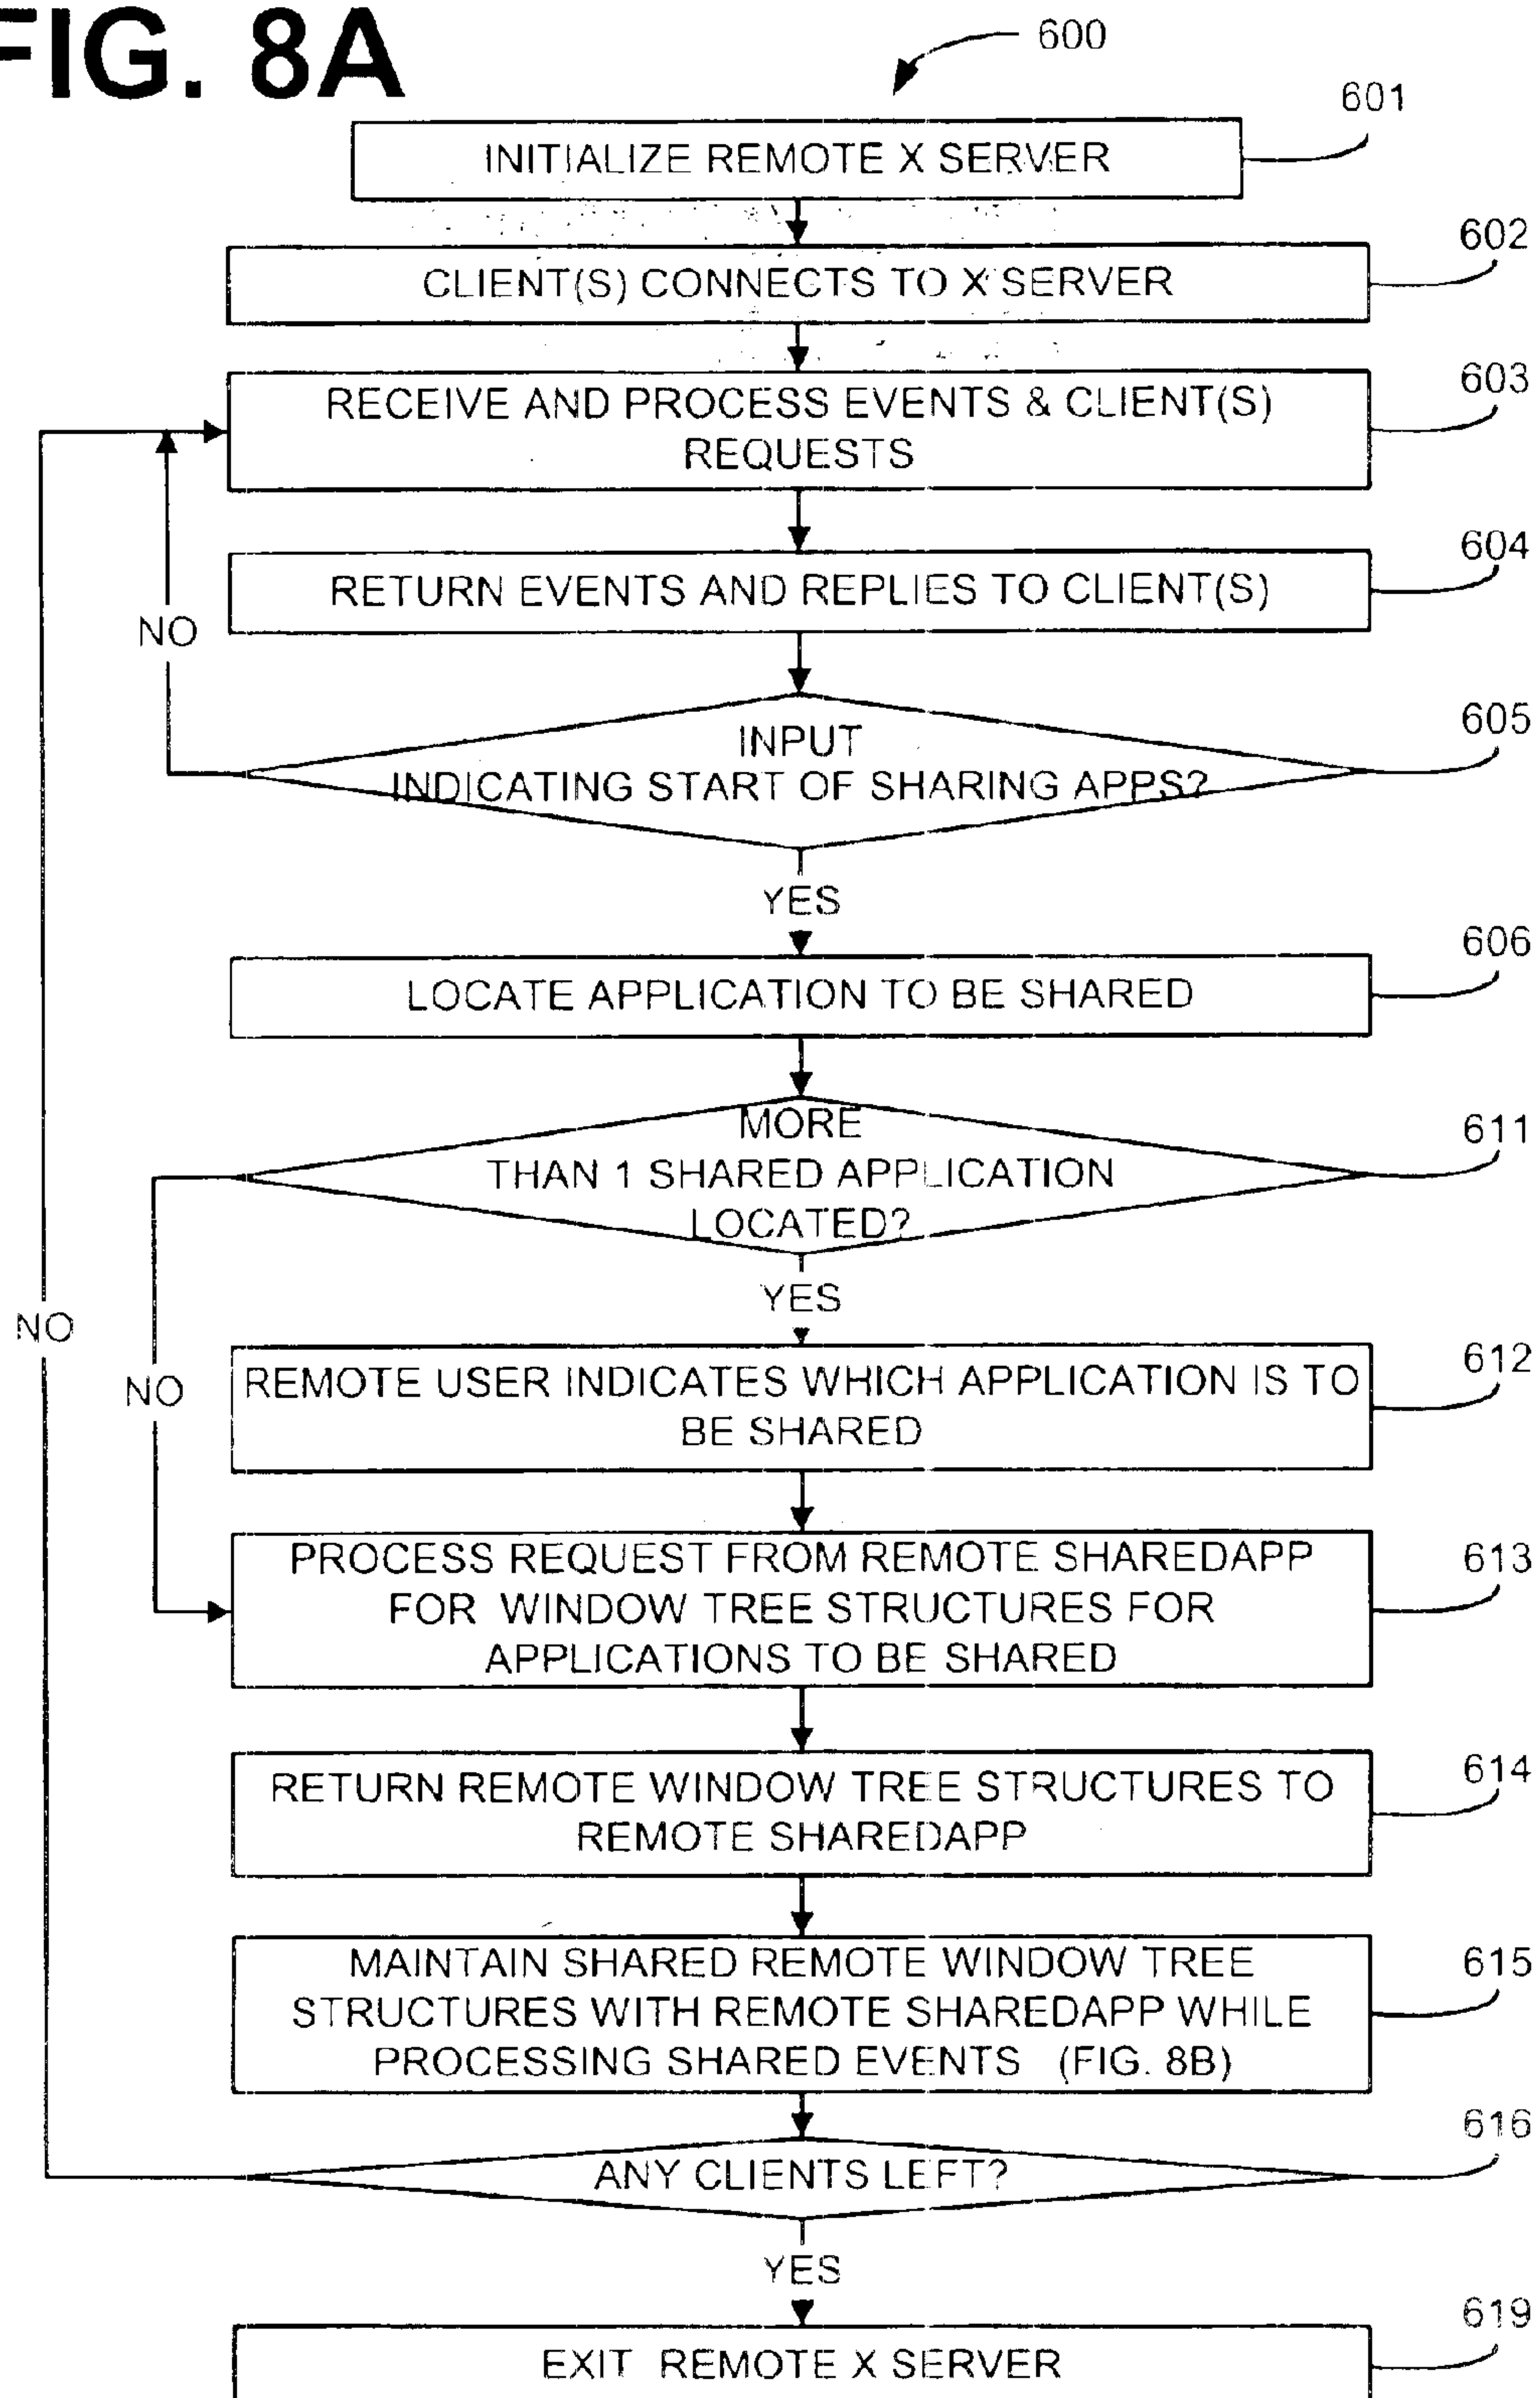 FIG. 8A
600
601
INITIALIZE REMOTE X SERVER
602
CLIENT(S) CONNECTS TO X SERVER
603
RECEIVE AND PROCESS EVENTS & CLIENT(S)
REQUESTS
604
RETURN EVENTS AND REPLIES TO CLIENT(S)
NO
605
INPUT
INDICATING START OF SHARING APPS?
YES
606
LOCATE APPLICATION TO BE SHARED
611
MORE
THAN 1 SHARED APPLICATION
LOCATED?
YES
NO
NO
612
REMOTE USER INDICATES WHICH APPLICATION IS TO
BE SHARED
613
PROCESS REQUEST FROM REMOTE SHAREDAPP
FOR WINDOW TREE STRUCTURES FOR
APPLICATIONS TO BE SHARED
614
RETURN REMOTE WINDOW TREE STRUCTURES TO
REMOTE SHAREDAPP
615
MAINTAIN SHARED REMOTE WINDOW TREE
STRUCTURES WITH REMOTE SHAREDAPP WHILE
PROCESSING SHARED EVENTS (FIG. 8B)
616
ANY CLIENTS LEFT?
YES
619
EXIT REMOTE X SERVER